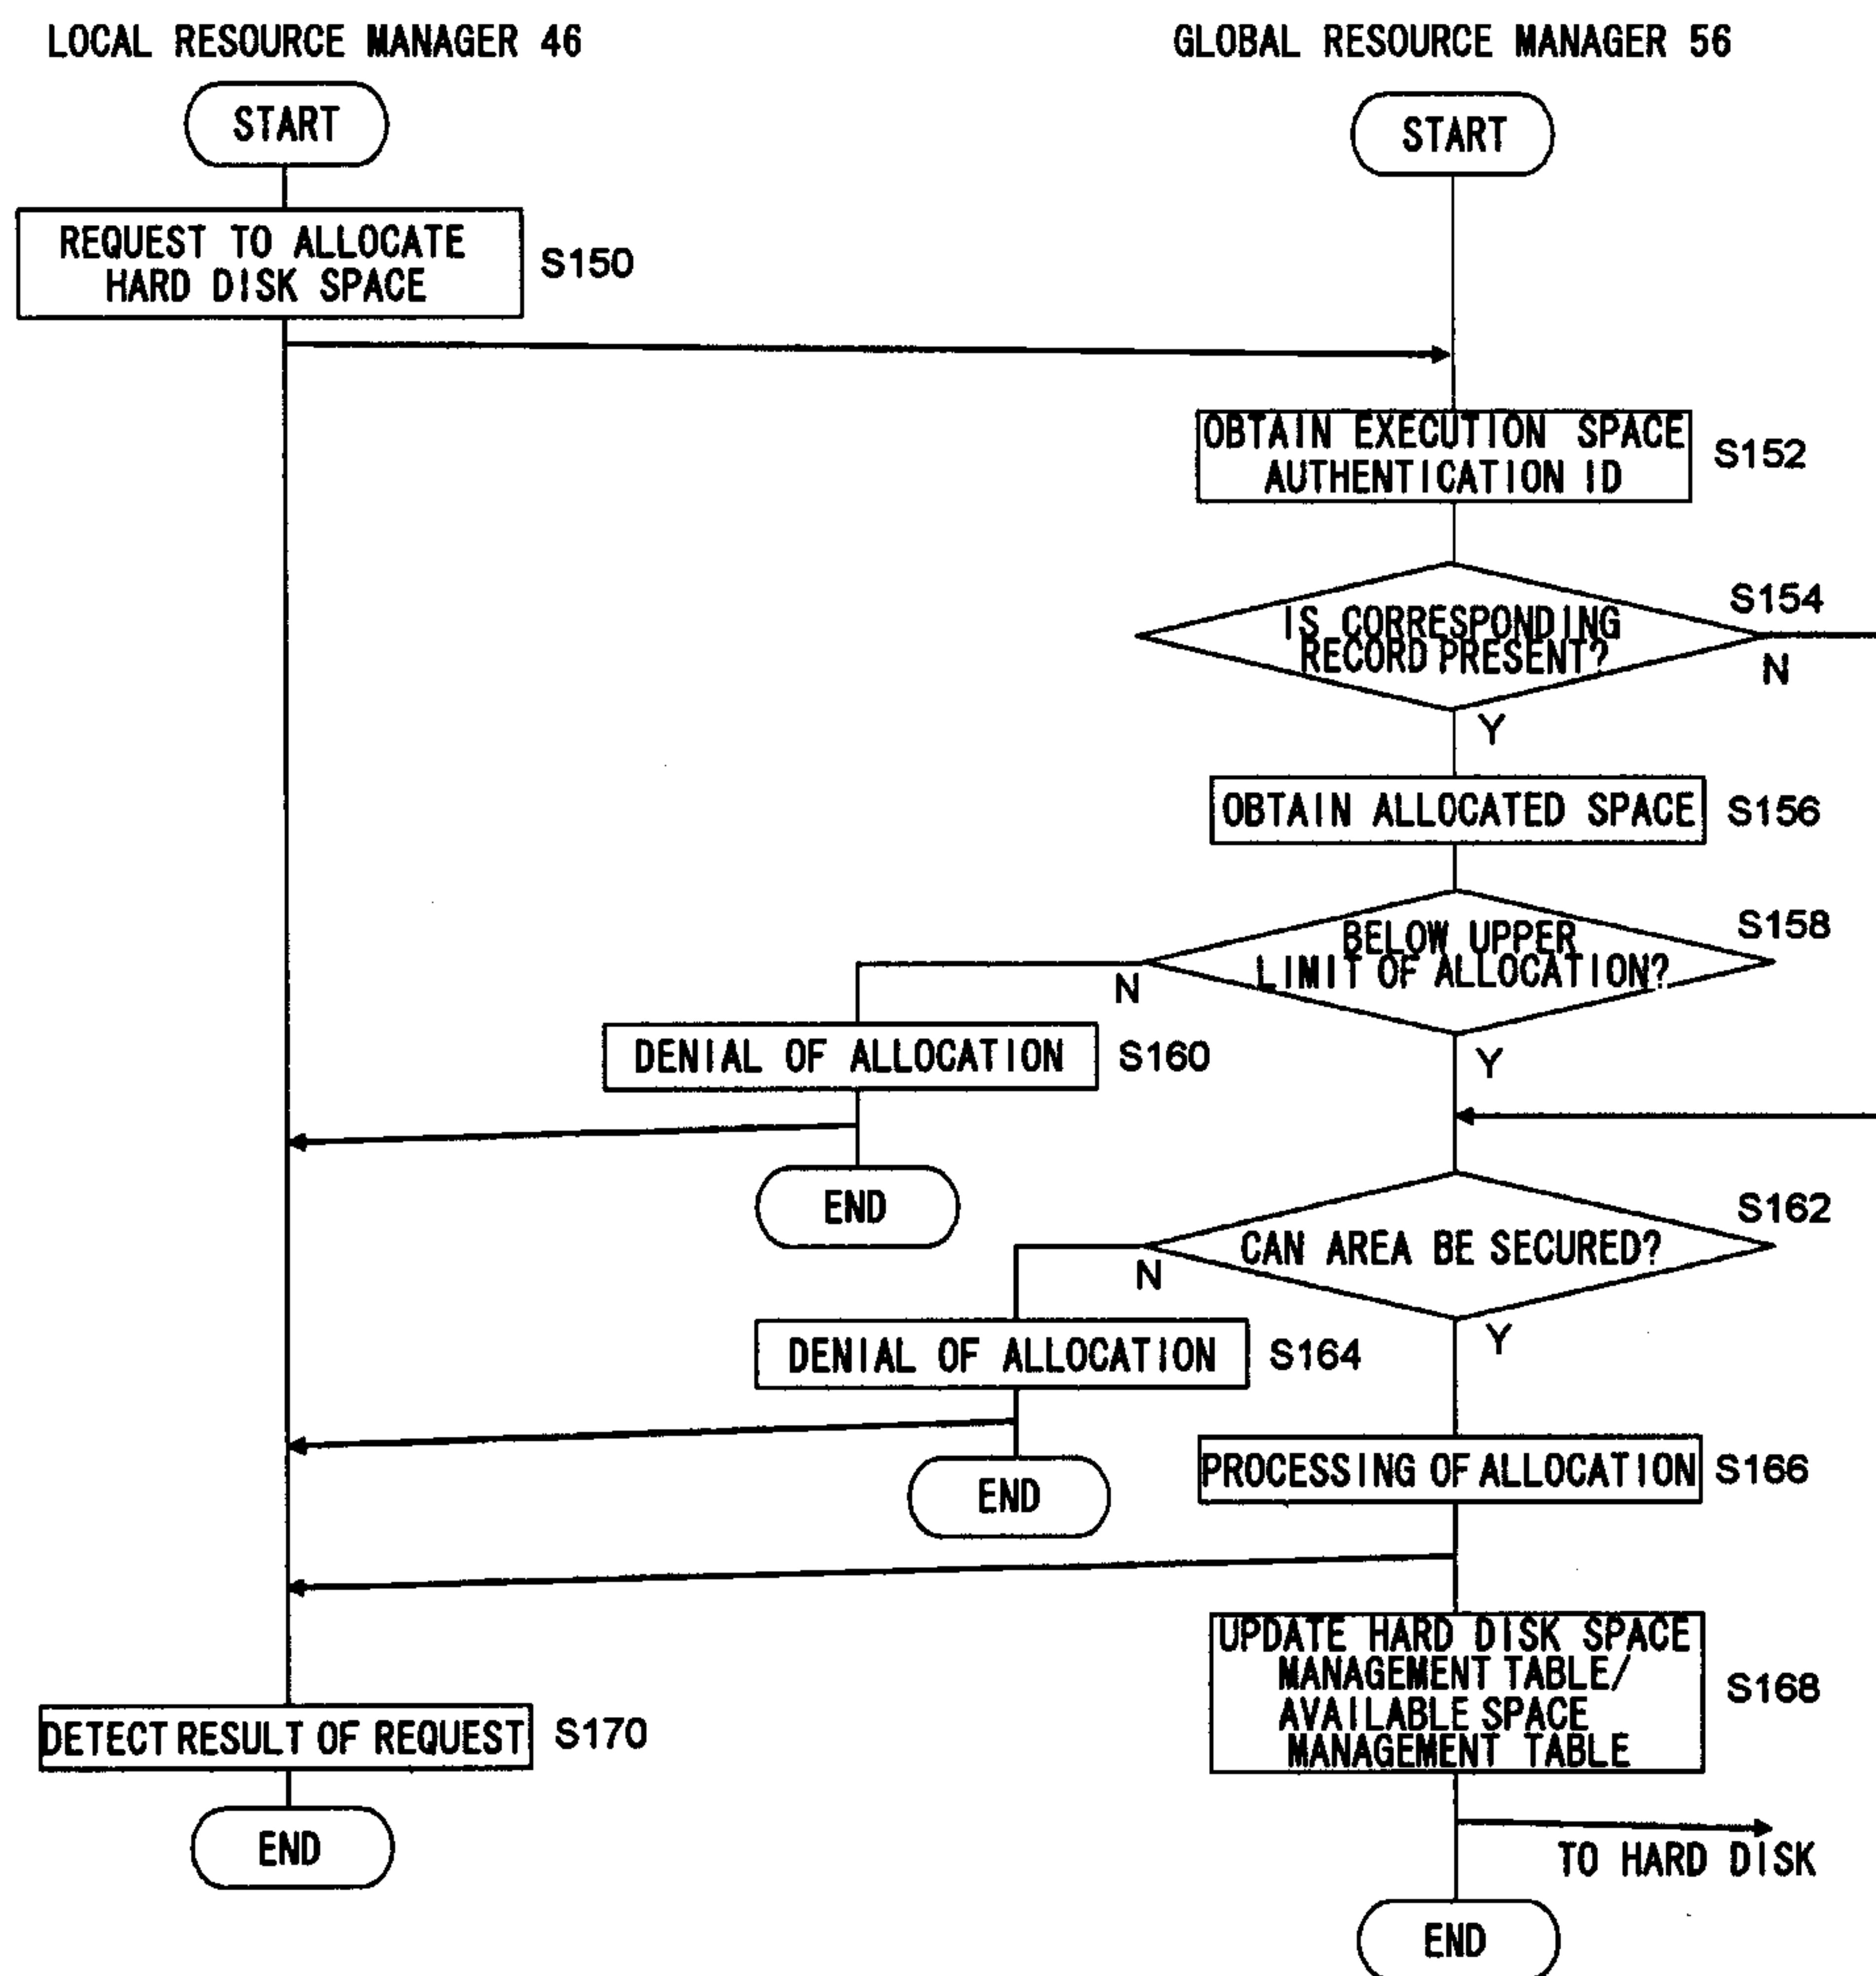 LOCAL RESOURCE MANAGER 46
GLOBAL RESOURCE MANAGER 56
START
START
REQUEST TO ALLOCATE
HARD DISK SPACE
S150
OBTAIN EXECUTION SPACE
AUTHENTICATION ID
S152
IS CORRESPONDING
RECORD PRESENT?
S154
N
Y
OBTAIN ALLOCATED SPACE
S156
BELOW UPPER
LIMIT OF ALLOCATION?
S158
N
Y
DENIAL OF ALLOCATION
S160
END
CAN AREA BE SECURED?
S162
N
Y
DENIAL OF ALLOCATION
S164
END
PROCESSING OF ALLOCATION
S166
UPDATE HARD DISK SPACE
MANAGEMENT TABLE/
AVAILABLE SPACE
MANAGEMENT TABLE
S168
DETECT RESULT OF REQUEST
S170
END
TO HARD DISK
END